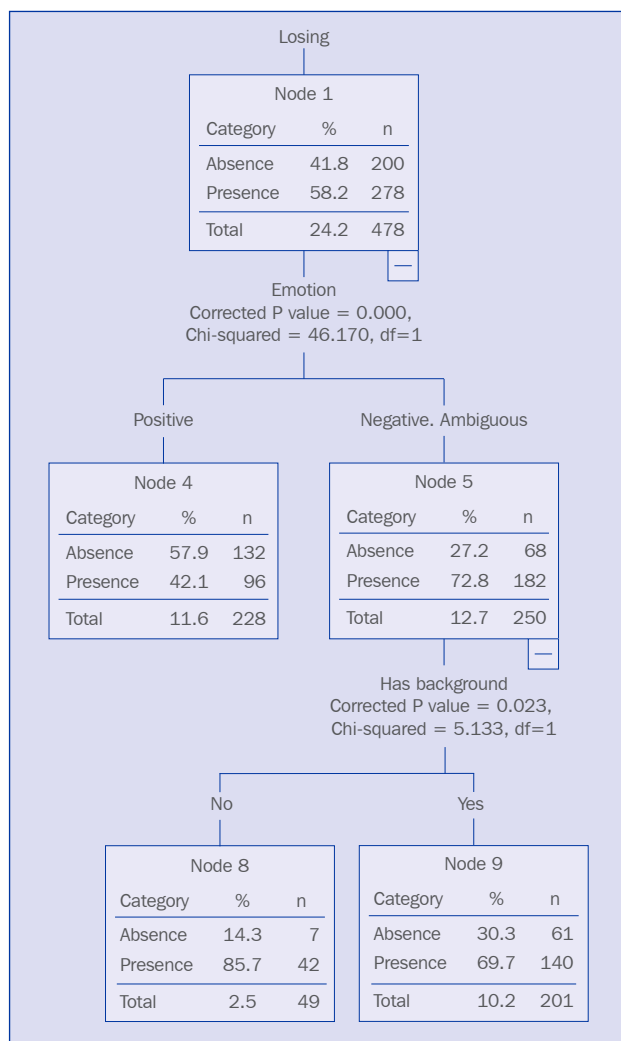 Losing
Node 1
Category % n
Absence 41.8 200
Presence 58.2 278
Total 24.2 478
—
Emotion
Corrected P value = 0.000,
Chi-squared = 46.170, df=1
Positive
Negative. Ambiguous
Node 4
Category % n
Absence 57.9 132
Presence 42.1 96
Total 11.6 228
Node 5
Category % n
Absence 27.2 68
Presence 72.8 182
Total 12.7 250
—
Has background
Corrected P value = 0.023,
Chi-squared = 5.133, df=1
No
Yes
Node 8
Category % n
Absence 14.3 7
Presence 85.7 42
Total 2.5 49
Node 9
Category % n
Absence 30.3 61
Presence 69.7 140
Total 10.2 201